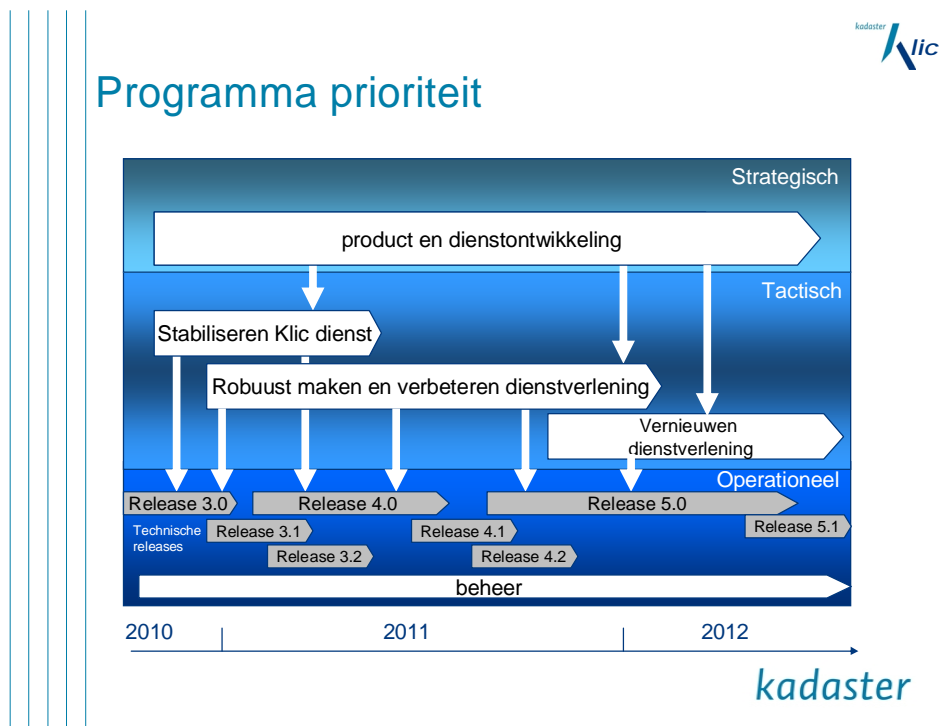 kadaster
Klic
Programma prioriteit
Strategisch
product en dienstontwikkeling
Tactisch
Stabiliseren Klic dienst
Robuust maken en verbeteren dienstverlening
Vernieuwen
dienstverlening
Operationeel
Release 3.0
Release 4.0
Release 5.0
Technische
releases
Release 3.1
Release 4.1
Release 5.1
Release 3.2
Release 4.2
beheer
2010
2011
2012
kadaster